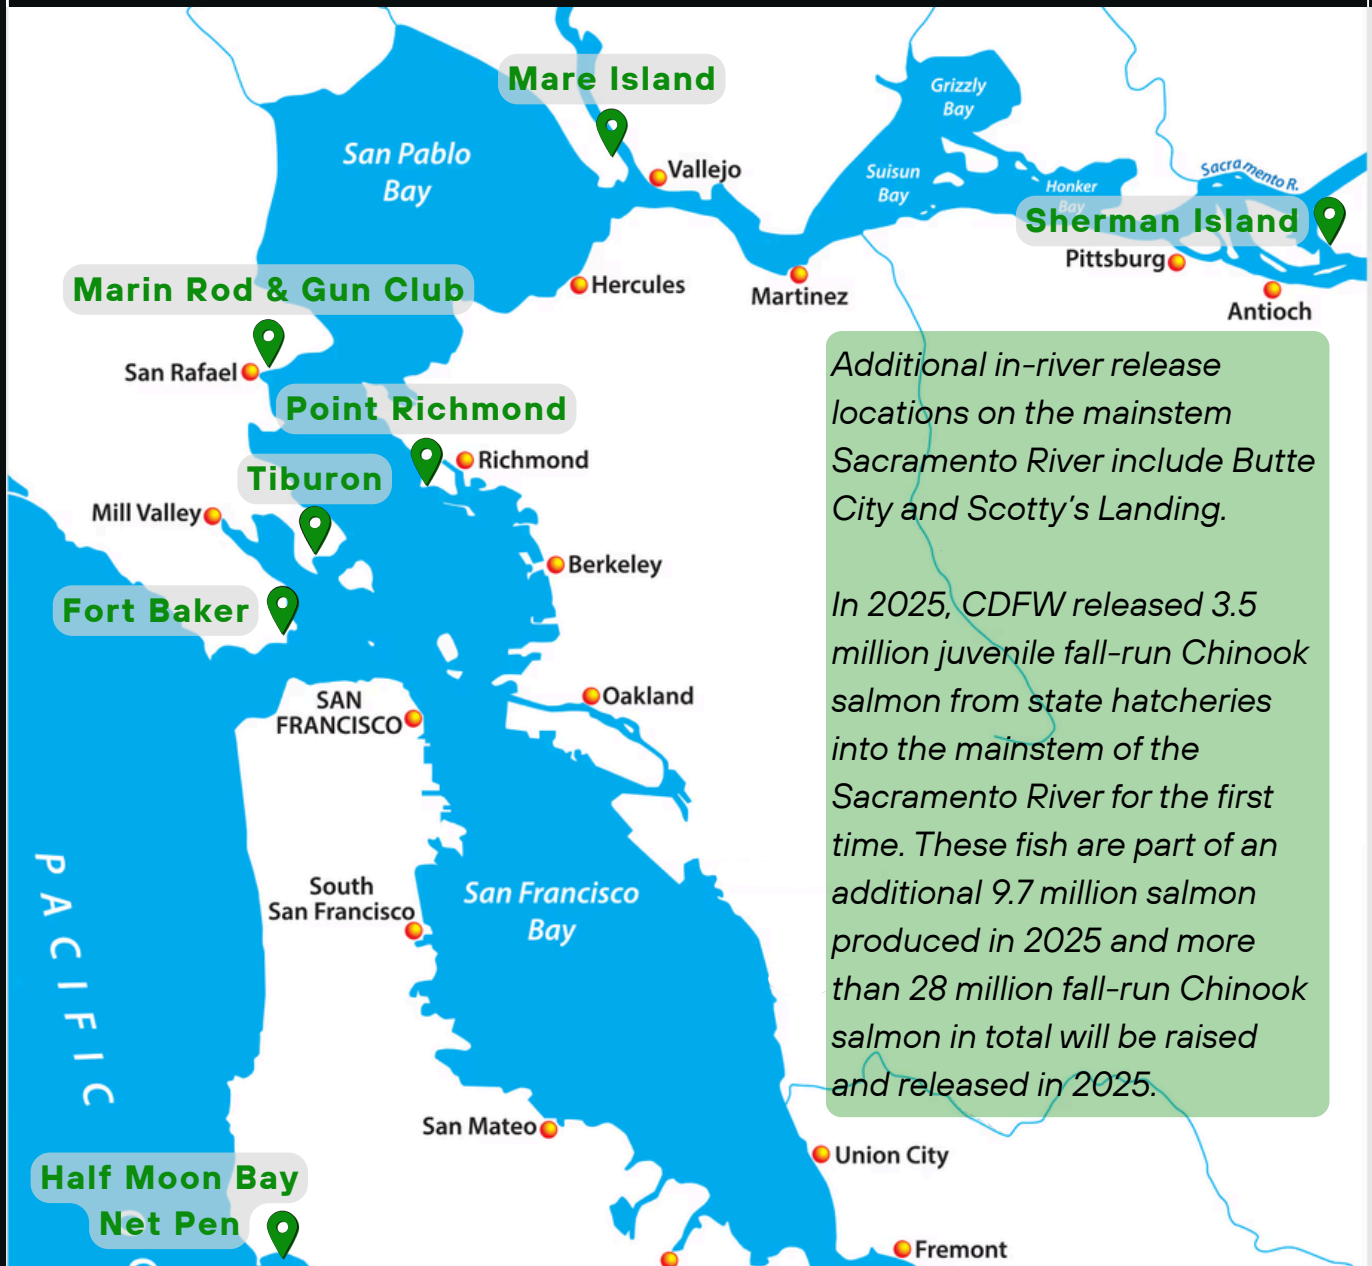 Mare Island
Grizzly
Bay
San Pablo
Bay
Vallejo
Suisun
Bay
Honker
Bay
Sacramento R.
Sherman Island
Pittsburg
Antioch
Marin Rod & Gun Club
Hercules
Martinez
San Rafael
Point Richmond
Richmond
Tiburon
Mill Valley
Berkeley
Fort Baker
Oakland
SAN
FRANCISCO
Additional in-river release
locations on the mainstem
Sacramento River include Butte
City and Scotty's Landing.
In 2025, CDFW released 3.5
million juvenile fall-run Chinook
salmon from state hatcheries
into the mainstem of the
Sacramento River for the first
time. These fish are part of an
additional 9.7 million salmon
produced in 2025 and more
than 28 million fall-run Chinook
salmon in total will be raised
and released in 2025.
PACIFIC
South
San Francisco
San Francisco
Bay
San Mateo
Union City
Half Moon Bay
Net Pen
Fremont